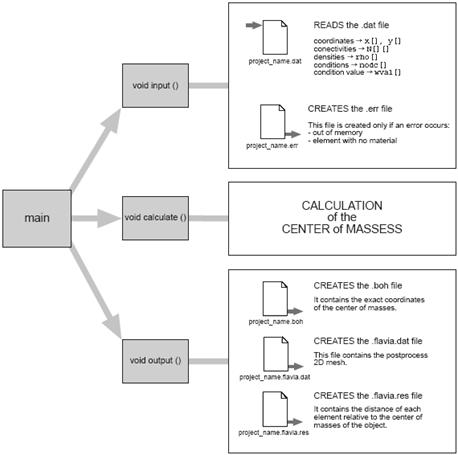 READS the .dat file
coordinates → x[], y[]
conectivities → N[][]
densities → rho[]
conditions → node[]
condition value → wval[]
project_name.dat
void input ()
CREATES the .err file
This file is created only if an error occurs:
- out of memory
- element with no material
project_name.err
main
void calculate ()
CALCULATION
of the
CENTER of MASSESS
void output ()
CREATES the .boh file
It contains the exact coordinates
of the center of masses.
project_name.boh
CREATES the .flavia.dat file
This file contains the postprocess
2D mesh.
project_name.flavia.dat
CREATES the .flavia.res file
It contains the distance of each
element relative to the center of
masses of the object.
project_name.flavia.res